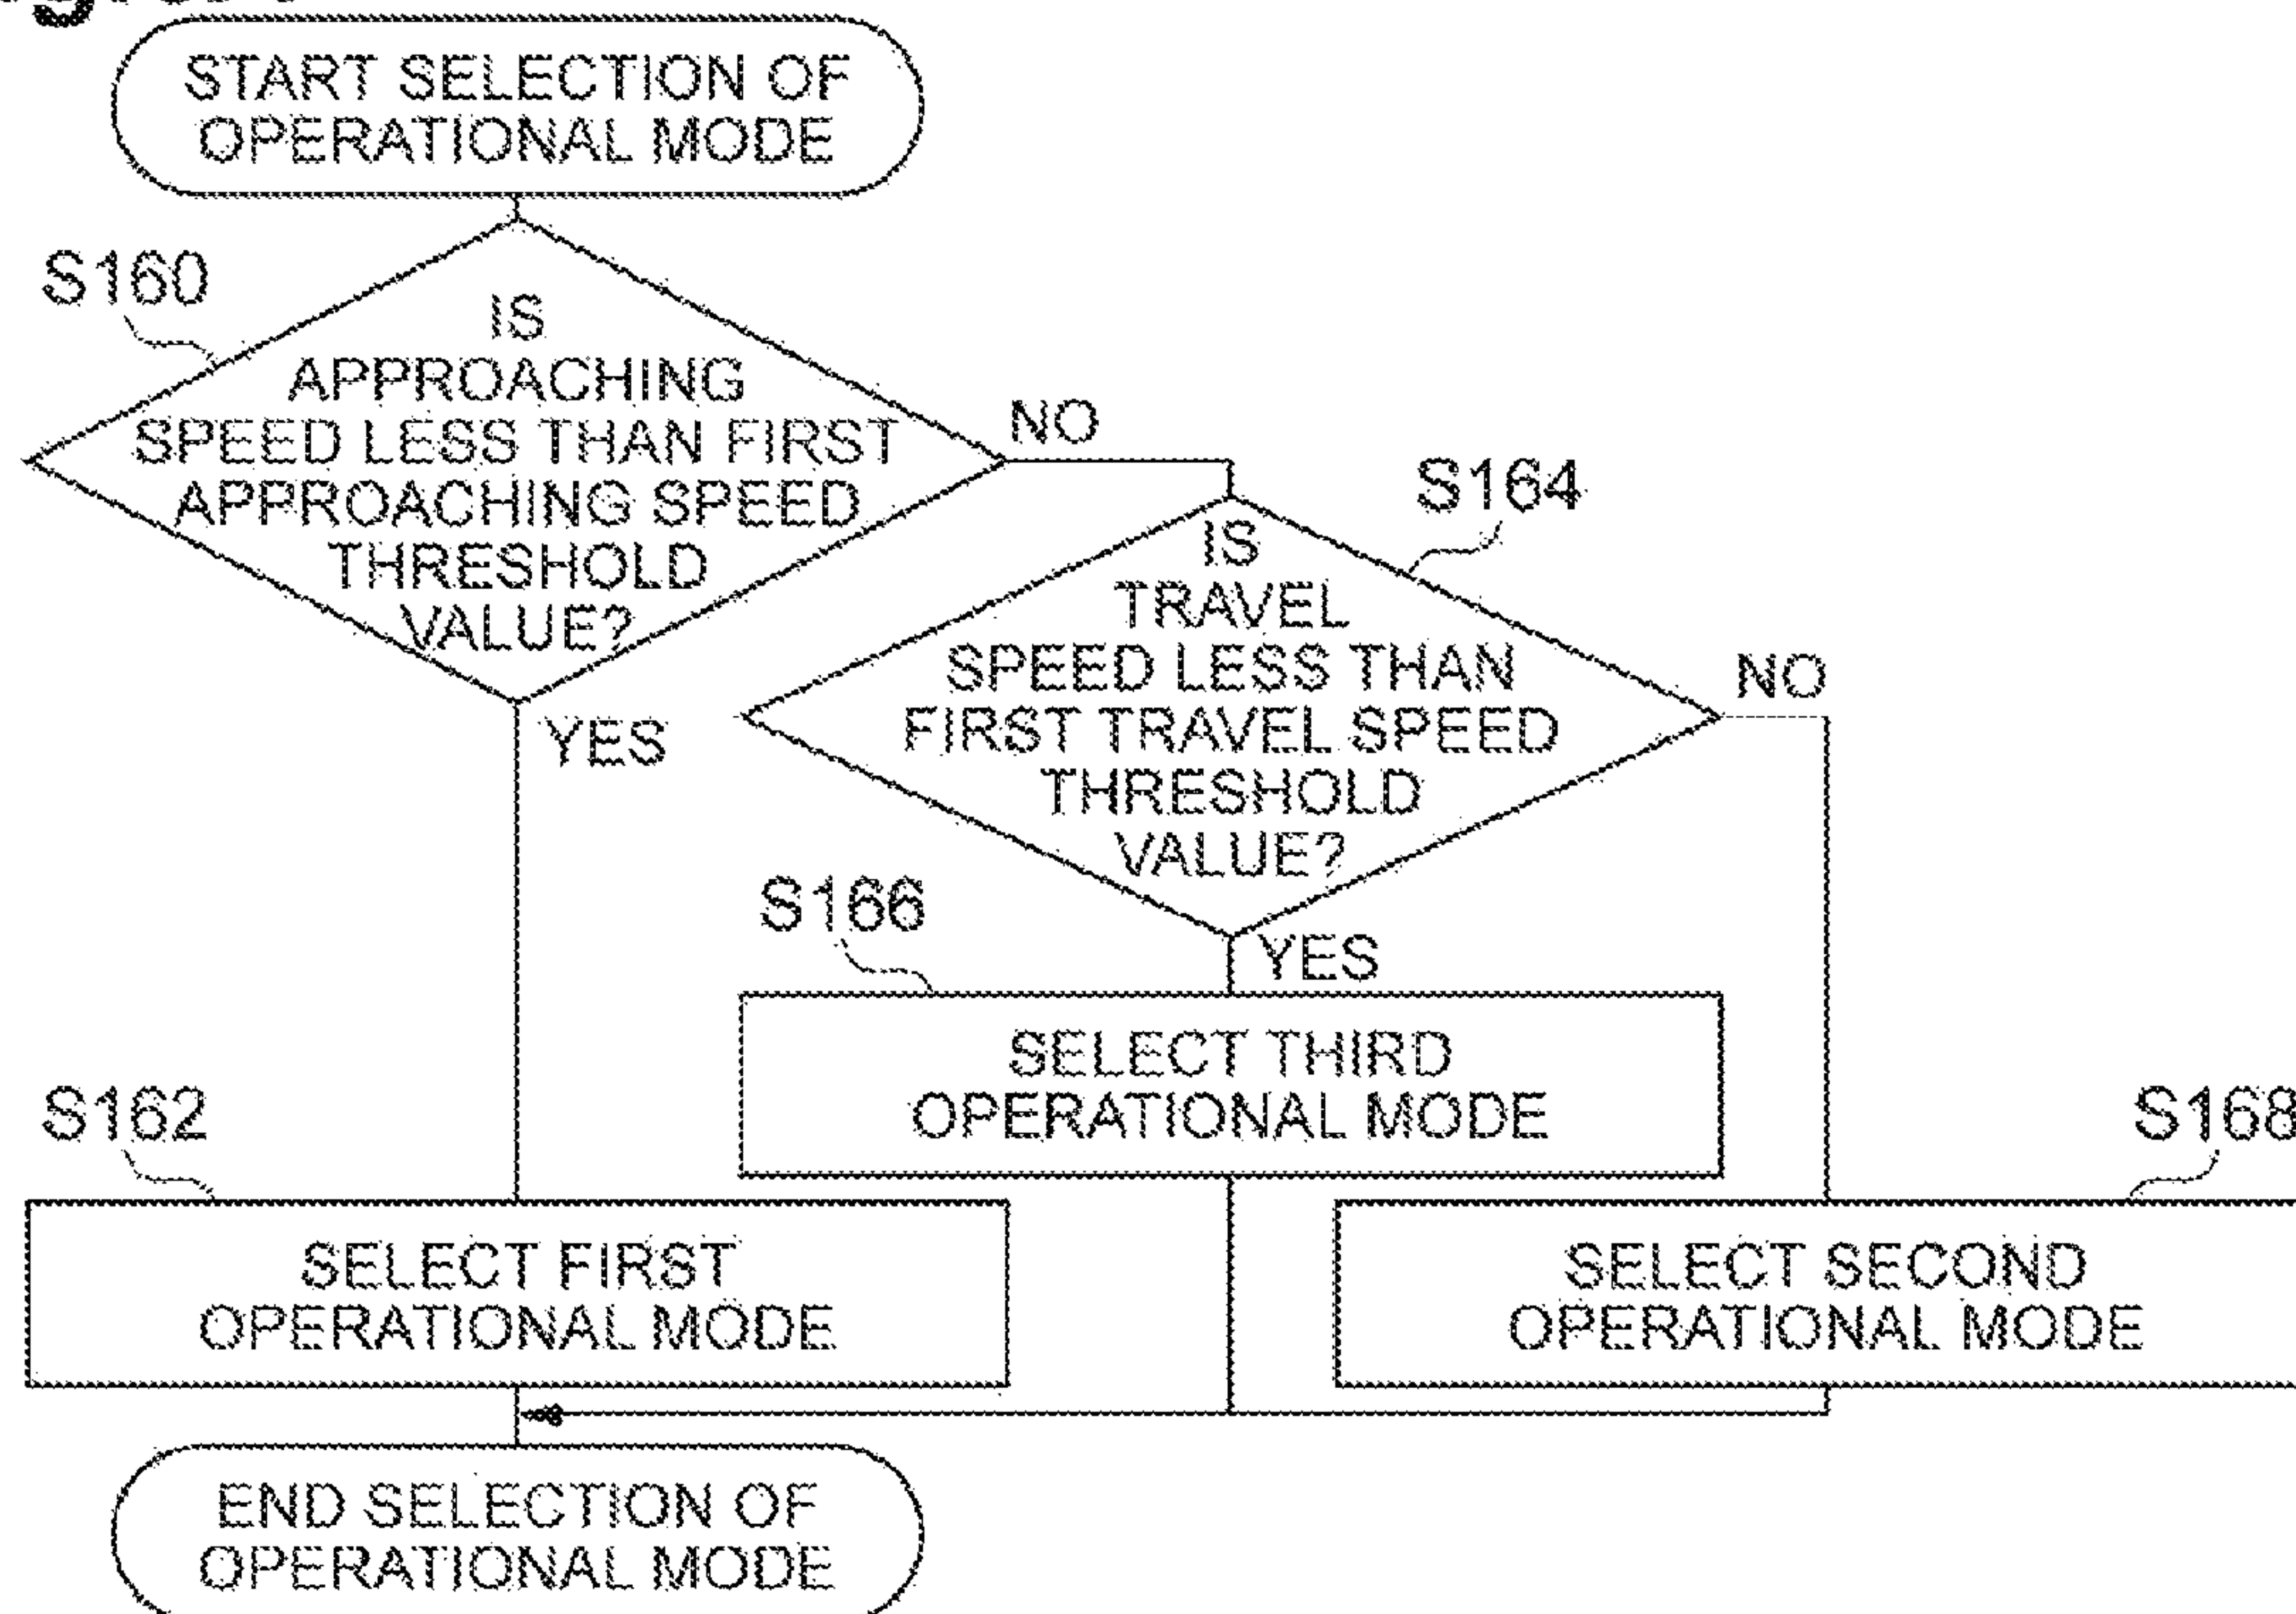 START SELECTION OF
OPERATIONAL MODE
S160
IS
APPROACHING
SPEED LESS THAN FIRST
APPROACHING SPEED
THRESHOLD
VALUE?
NO
YES
S164
IS
TRAVEL
SPEED LESS THAN
FIRST TRAVEL SPEED
THRESHOLD
VALUE?
NO
YES
S166
SELECT THIRD
OPERATIONAL MODE
S162
SELECT FIRST
OPERATIONAL MODE
S168
SELECT SECOND
OPERATIONAL MODE
END SELECTION OF
OPERATIONAL MODE